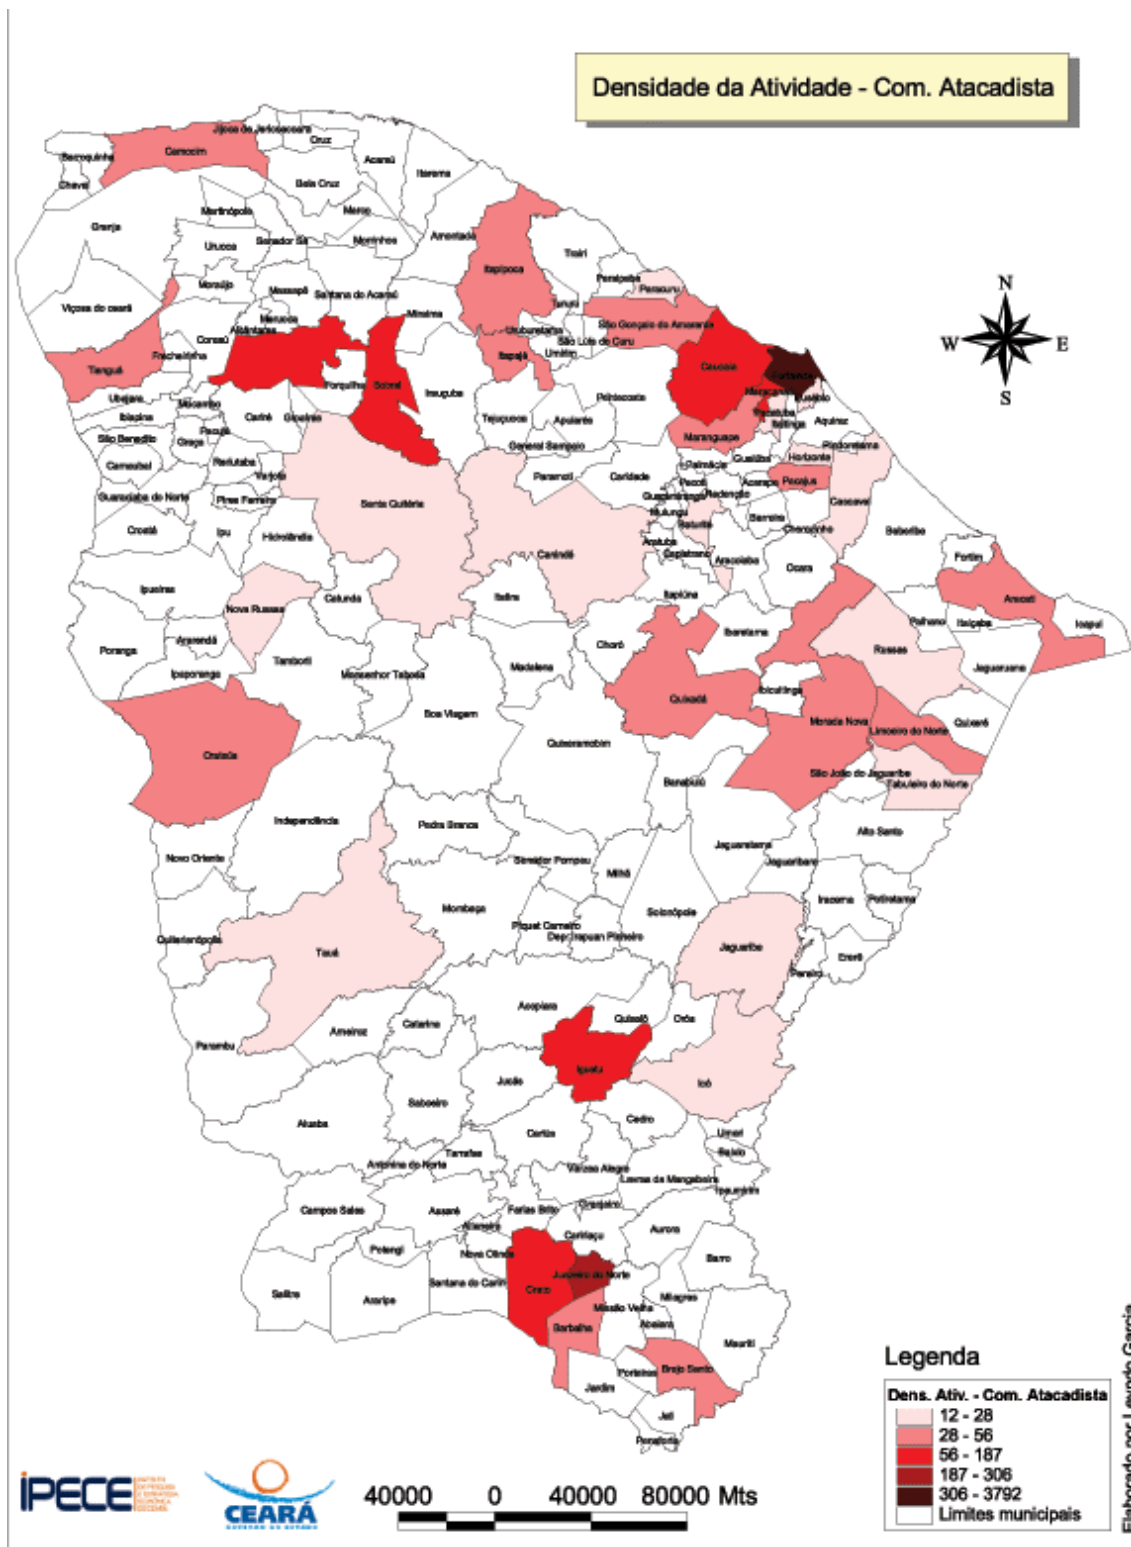 Densidade da Atividade - Com. Atacadista
Jijoca de Jericoacoara
Cruz
Barroquinha
Camocim
Acaraú
Itarema
Chaval
Bela Cruz
Martinópole
Marco
Granja
Uruoca
Senador Sá
Morrinhos
Amontada
Trairi
Itapipoca
Moraújo
Massapê
Santana do Acaraú
Paraipaba
Paracuru
Viçosa do ceará
Meruoca
Miraíma
Tururu
Alcântaras
Coreaú
Uruburetama
São Gonçalo do Amarante
São Luís do Curu
Tianguá
Frecheirinha
Itapajé
Umirim
Caucaia
Fortaleza
Ubajara
Mucambo
Forquilha
Sobral
Irauçuba
Pentecoste
Maracanaú
Eusébio
Ibiapina
Cariré
Groaíras
Tejuçuoca
Apuiarés
Pacatuba
Itaitinga
Aquiraz
São Benedito
Pacujá
Graça
General Sampaio
Maranguape
Pindoretama
Carnaubal
Reriutaba
Varjota
Paramoti
Caridade
Palmácia
Guaiúba
Horizonte
Guaraciaba do Norte
Pires Ferreira
Santa Quitéria
Pacoti
Redenção
Acarape
Pacajus
Cascavel
Guaramiranga
Mulungu
Croatá
Ipu
Hidrolândia
Canindé
Aratuba
Baturité
Barreira
Chorozinho
Beberibe
Capistrano
Aracoiaba
Ocara
Fortim
Ipueiras
Nova Russas
Catunda
Itatira
Itapiúna
Aracati
Poranga
Ararendá
Choró
Ibaretama
Palhano
Itaiçaba
Icapuí
Ipaporanga
Tamboril
Monsenhor Tabosa
Madalena
Russas
Jaguaruana
Boa Viagem
Quixadá
Ibicuitinga
Crateús
Quixeramobim
Morada Nova
Limoeiro do Norte
Quixeré
Banabuiú
São João do Jaguaribe
Tabuleiro do Norte
Independência
Pedra Branca
Alto Santo
Novo Oriente
Senador Pompeu
Milhã
Jaguaretama
Jaguaribara
Mombaça
Solonópole
Iracema
Potiretama
Quiterianópolis
Piquet Carneiro
Dep. Irapuan Pinheiro
Tauá
Jaguaribe
Ererê
Pereiro
Acopiara
Quixelô
Orós
Parambu
Arneiroz
Catarina
Iguatu
Icó
Jucás
Saboeiro
Aiuaba
Cariús
Cedro
Umari
Baixio
Tarrafas
Antonina do Norte
Várzea Alegre
Lavras da Mangabeira
Ipaumirim
Campos Sales
Assaré
Farias Brito
Granjeiro
Altaneira
Caririaçu
Aurora
Potengi
Nova Olinda
Barro
Santana do Cariri
Juazeiro do Norte
Salitre
Araripe
Crato
Missão Velha
Milagres
Barbalha
Abaiara
Mauriti
Porteiras
Brejo Santo
Jardim
Jati
Penaforte
N
W E
S
Legenda
Dens. Ativ. - Com. Atacadista
12 - 28
28 - 56
56 - 187
187 - 306
306 - 3792
Limites municipais
IPECE
CEARÁ
GOVERNO DO ESTADO
40000 0 40000 80000 Mts
Elaborado por Leyndo Garcia